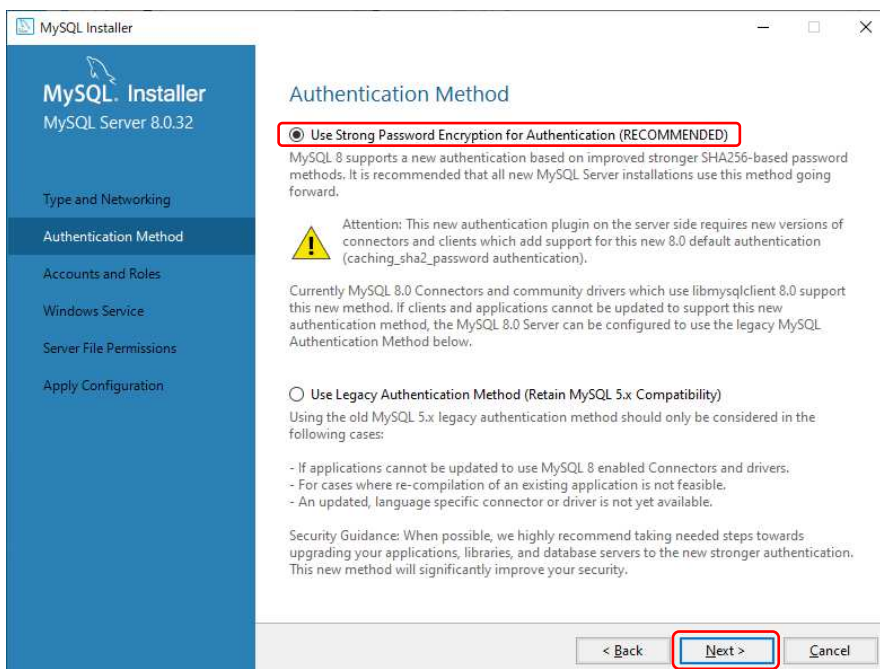 MySQL Installer
MySQL. Installer
MySQL Server 8.0.32
Type and Networking
Authentication Method
Accounts and Roles
Windows Service
Server File Permissions
Apply Configuration
Authentication Method
Use Strong Password Encryption for Authentication (RECOMMENDED)
MySQL 8 supports a new authentication based on improved stronger SHA256-based password
methods. It is recommended that all new MySQL Server installations use this method going
forward.
Attention: This new authentication plugin on the server side requires new versions of
connectors and clients which add support for this new 8.0 default authentication
(caching_sha2_password authentication).
Currently MySQL 8.0 Connectors and community drivers which use libmysqlclient 8.0 support
this new method. If clients and applications cannot be updated to support this new
authentication method, the MySQL 8.0 Server can be configured to use the legacy MySQL
Authentication Method below.
Use Legacy Authentication Method (Retain MySQL 5.x Compatibility)
Using the old MySQL 5.x legacy authentication method should only be considered in the
following cases:
- If applications cannot be updated to use MySQL 8 enabled Connectors and drivers.
- For cases where re-compilation of an existing application is not feasible.
- An updated, language specific connector or driver is not yet available.
Security Guidance: When possible, we highly recommend taking needed steps towards
upgrading your applications, libraries, and database servers to the new stronger authentication.
This new method will significantly improve your security.
< Back
Next >
Cancel